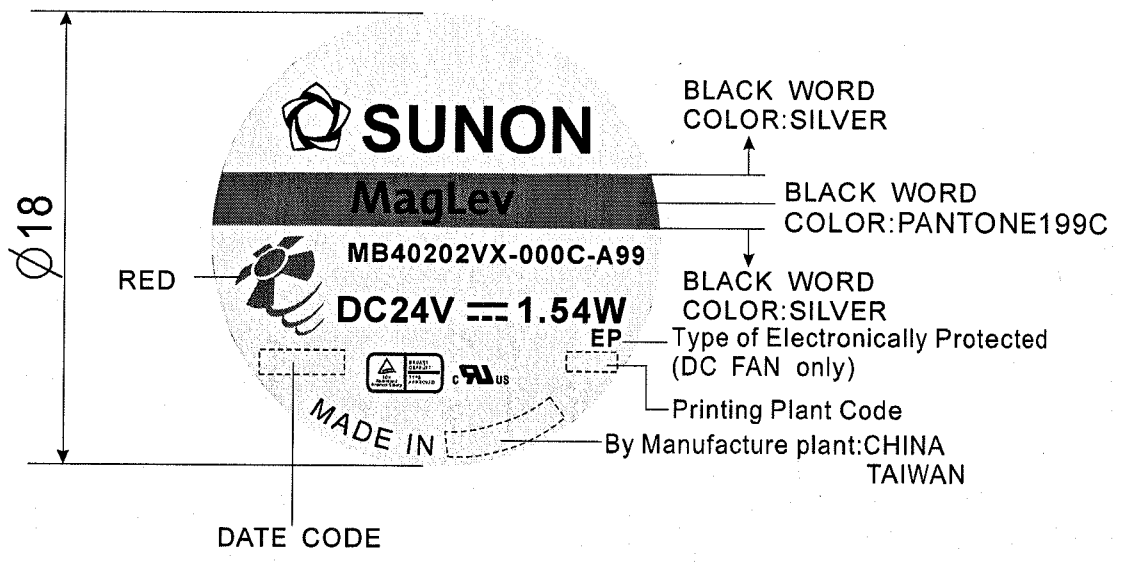 BLACK WORD
COLOR:SILVER
SUNON
MagLev
BLACK WORD
COLOR:PANTONE199C
Ø18
MB40202VX-000C-A99
RED
BLACK WORD
COLOR:SILVER
DC24V 1.54W
EP
Type of Electronically Protected
(DC FAN only)
c RU US
Printing Plant Code
MADE IN
By Manufacture plant:CHINA
TAIWAN
DATE CODE